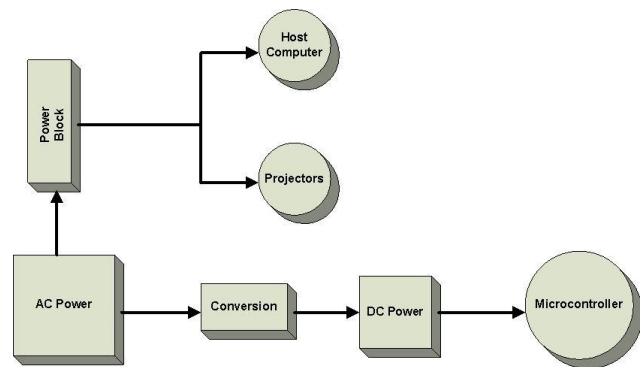 Host
Computer
Power
Block
Projectors
AC Power
Conversion
DC Power
Microcontroller